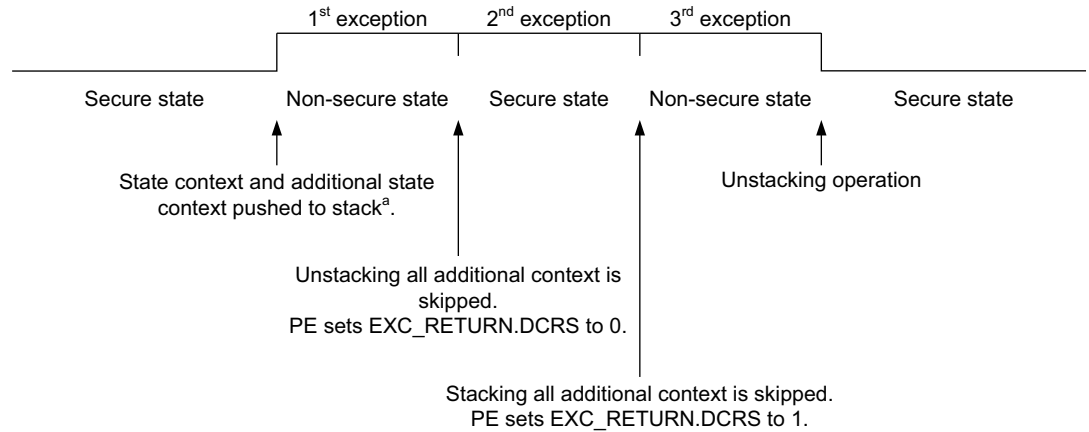 1st exception 2nd exception 3rd exception
Secure state Non-secure state Secure state Non-secure state Secure state
State context and additional state
context pushed to stacka.
Unstacking operation
Unstacking all additional context is
skipped.
PE sets EXC_RETURN.DCRS to 0.
Stacking all additional context is skipped.
PE sets EXC_RETURN.DCRS to 1.